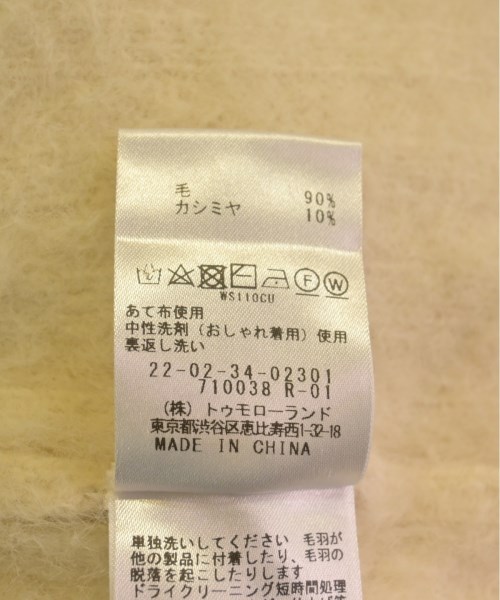 毛 90%
カシミヤ 10%
F W
WS110CU
あて布使用
中性洗剤（おしゃれ着用）使用
裏返し洗い
22-02-34-02301
710038 R-01
（株）トゥモローランド
東京都渋谷区恵比寿西1-32-18
MADE IN CHINA
単独洗いしてください 毛羽が
他の製品に付着したり、毛羽の
脱落を起こしたりします
ドライクリーニング短時間処理